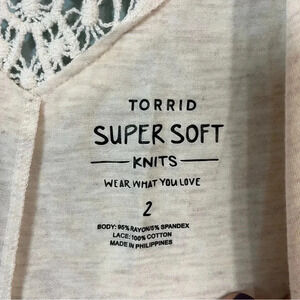 TORRID
SUPER SOFT
KNITS
WEAR WHAT YOU LOVE
2
BODY: 95% RAYON/5% SPANDEX
LACE: 100% COTTON
MADE IN PHILIPPINES